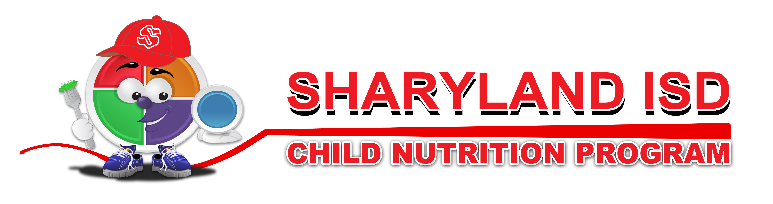 S
SHARYLAND ISD
CHILD NUTRITION PROGRAM